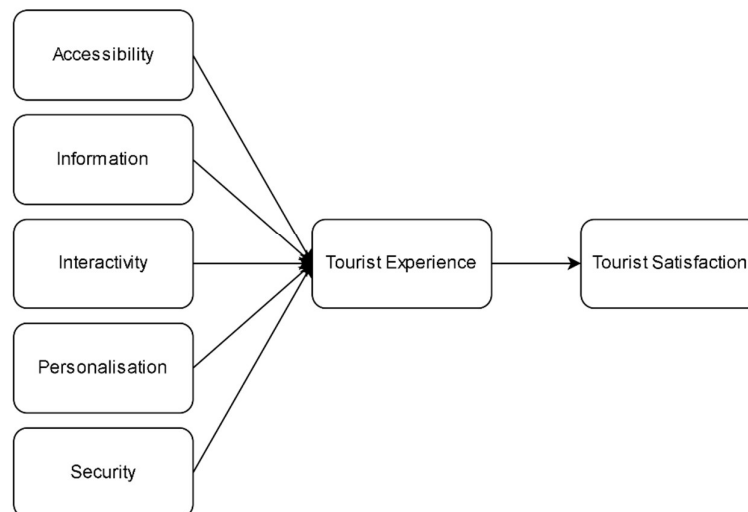 Accessibility
Information
Interactivity
Personalisation
Security
Tourist Experience
Tourist Satisfaction